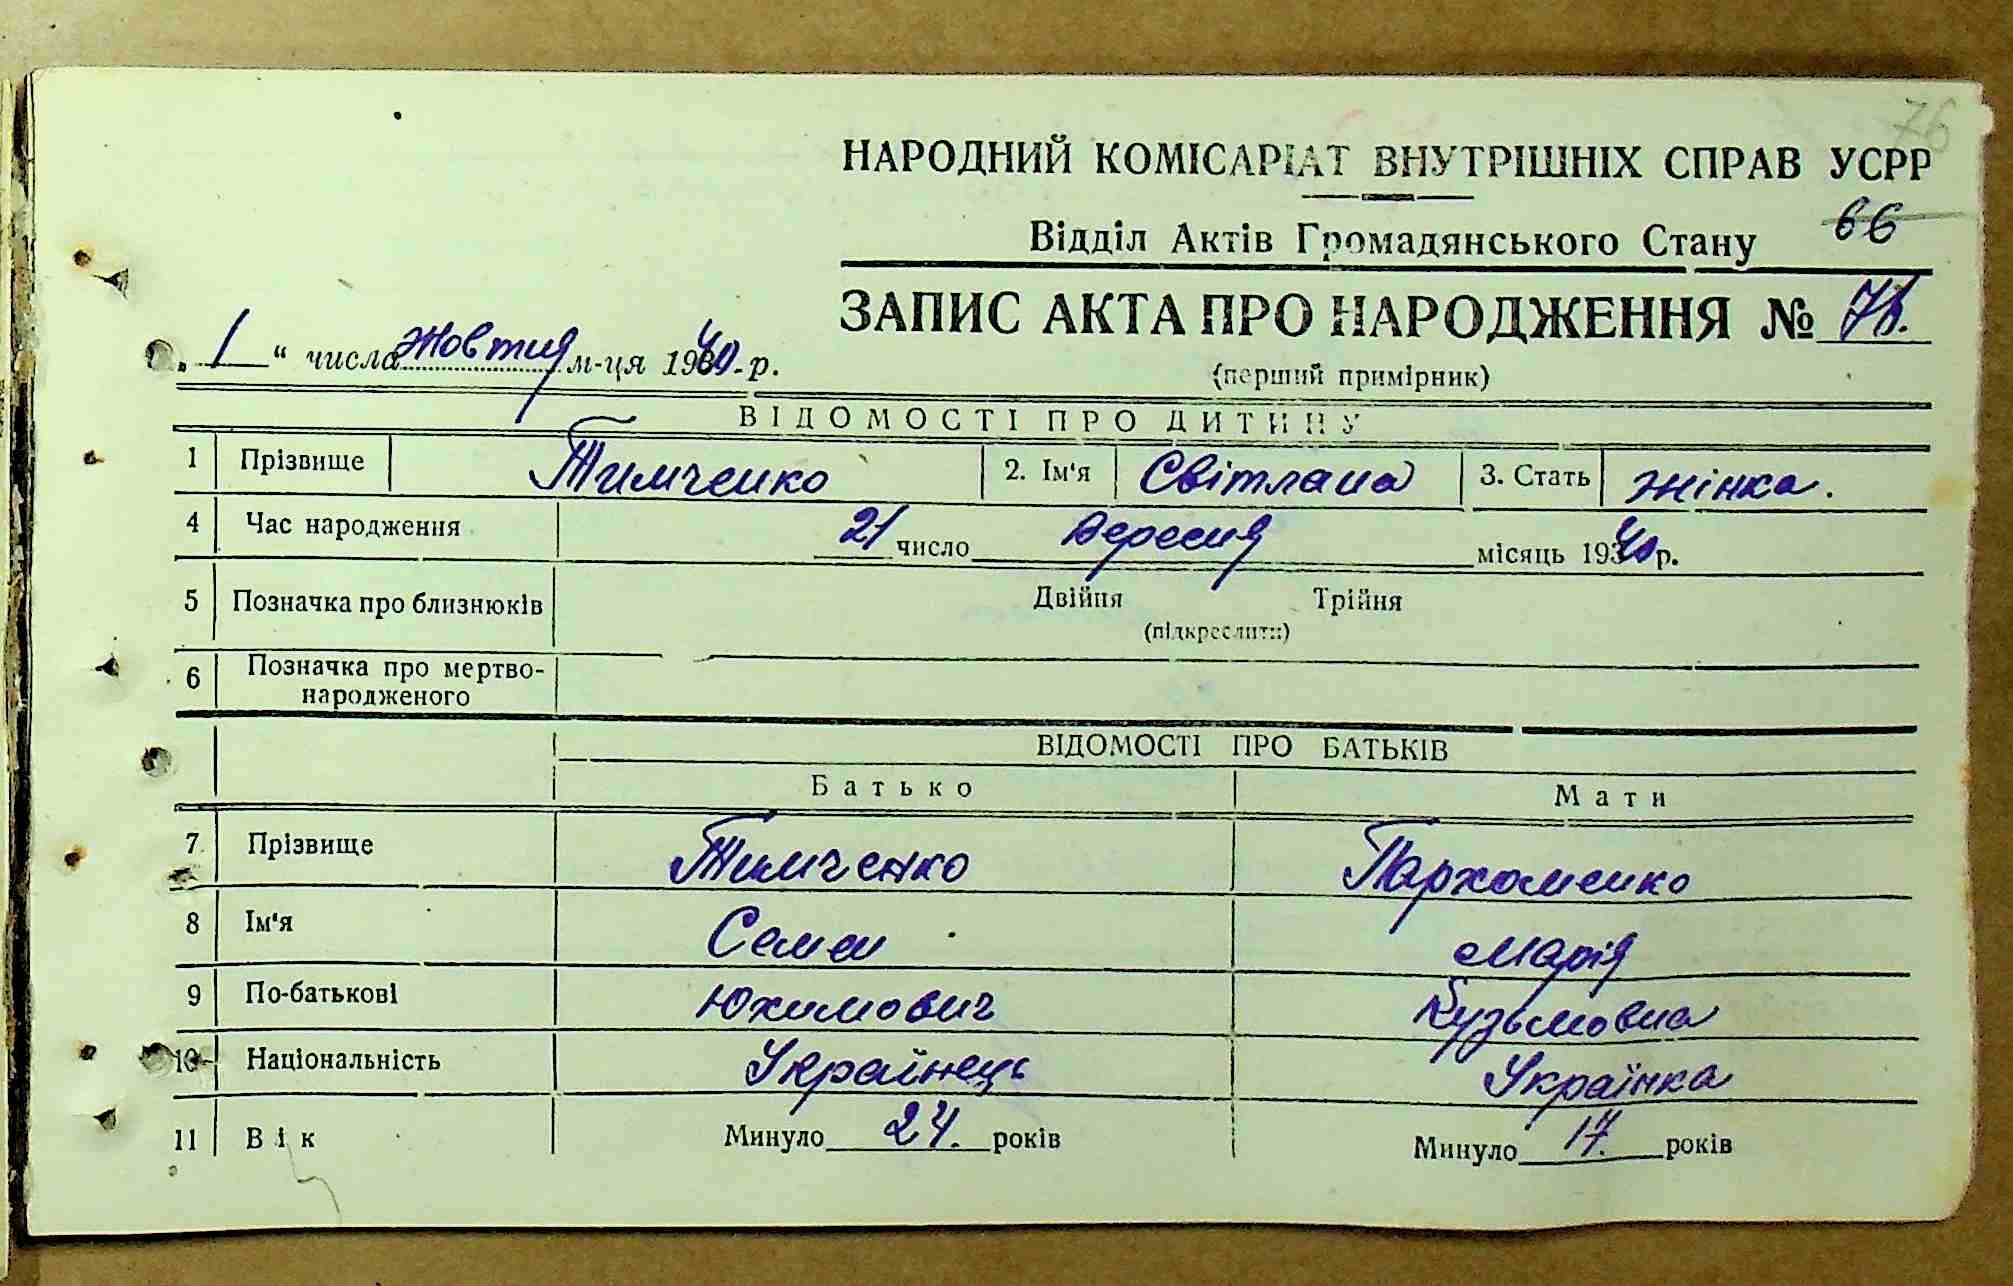 76
НАРОДНИЙ КОМІСАРІАТ ВНУТРІШНІХ СПРАВ УСРР
Відділ Актів Громадянського Стану 66
ЗАПИС АКТА ПРО НАРОДЖЕННЯ №
„ 1 “ числа Жовтня м-ця 1940 р.
(перший примірник)
ВІДОМОСТІ ПРО ДИТИНУ
1 Прізвище Тимченко 2. Ім'я Світлана 3. Стать жінка.
4 Час народження 21 число Вересня місяць 1940 р.
5 Позначка про близнюків Двійня Трійня
(підкреслити)
6 Позначка про мертво-
народженого
ВІДОМОСТІ ПРО БАТЬКІВ
Батько Мати
7 Прізвище Тимченко Пархоменко
8 Ім'я Семен Марія
9 По-батькові Юхимович Кузьмовна
10 Національність Українець Українка
11 Вік Минуло 24. років Минуло 17. років